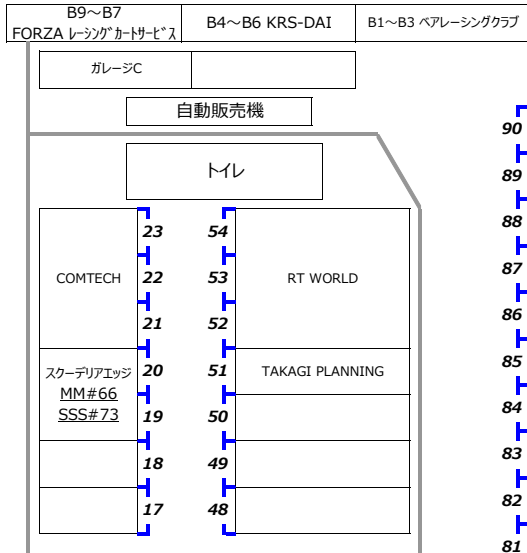 B9～B7
FORZA ﾚｰｼﾝｸﾞｶｰﾄｻｰﾋﾞｽ
B4～B6 KRS-DAI
B1～B3 ベアレーシングクラブ
ガレージC
自動販売機
トイレ
90
89
88
87
86
85
84
83
82
81
COMTECH
23
22
21
スクーデリアエッジ
MM#66
SSS#73
20
19
18
17
54
53
52
51
50
49
48
RT WORLD
TAKAGI PLANNING